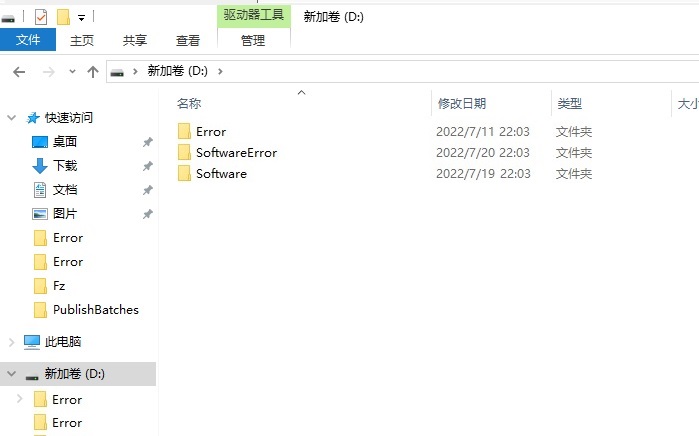 驱动器工具 新加卷 (D:)
文件 主页 共享 查看 管理
新加卷 (D:)
名称 修改日期 类型 大小
快速访问
桌面
下载
文档
图片
Error
Error
Fz
PublishBatches
此电脑
新加卷 (D:)
Error
Error
Error 2022/7/11 22:03 文件夹
SoftwareError 2022/7/20 22:03 文件夹
Software 2022/7/19 22:03 文件夹